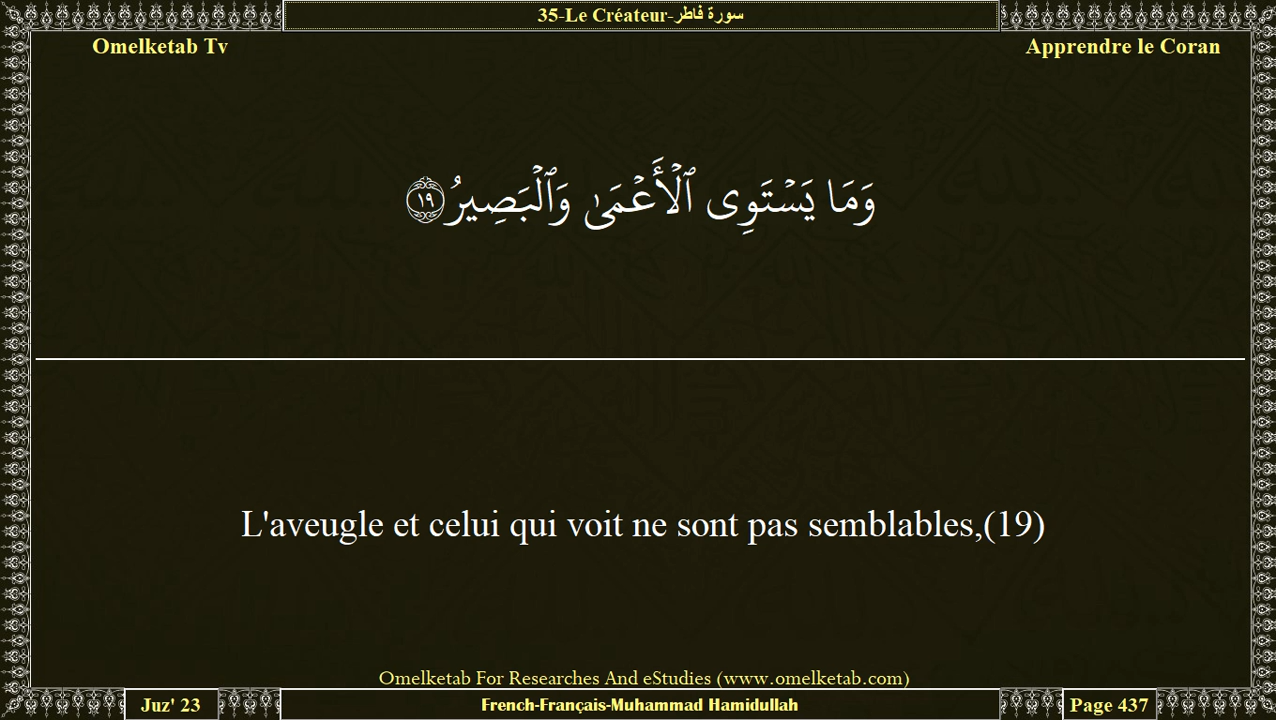 35-Le Créateur-سورة فاطر
Omelketab Tv
Apprendre le Coran
وَمَا يَسْتَوِى ٱلْأَعْمَىٰ وَٱلْبَصِيرُ ١٩
L'aveugle et celui qui voit ne sont pas semblables,(19)
Omelketab For Researches And eStudies (www.omelketab.com)
Juz' 23
French-Français-Muhammad Hamidullah
Page 437